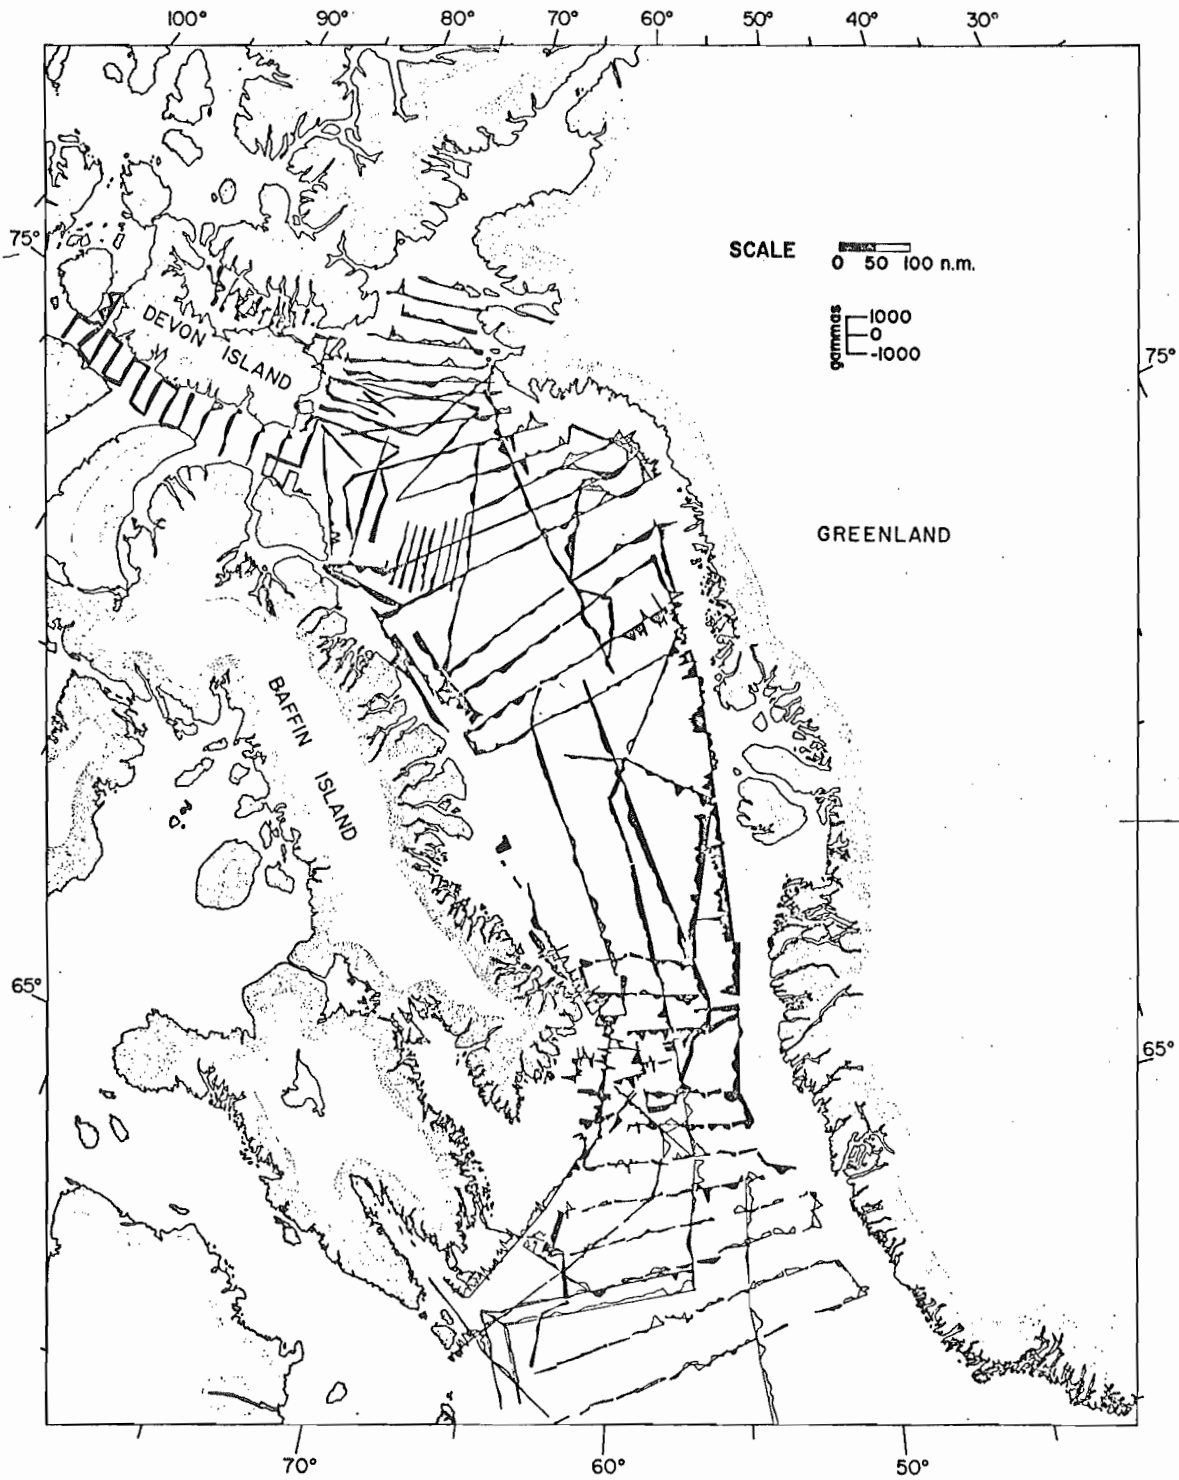 100° 90° 80° 70° 60° 50° 40° 30°
75°
SCALE
0 50 100 n.m.
gammas
1000
0
-1000
DEVON ISLAND
75°
GREENLAND
BAFFIN ISLAND
65°
65°
70° 60° 50°